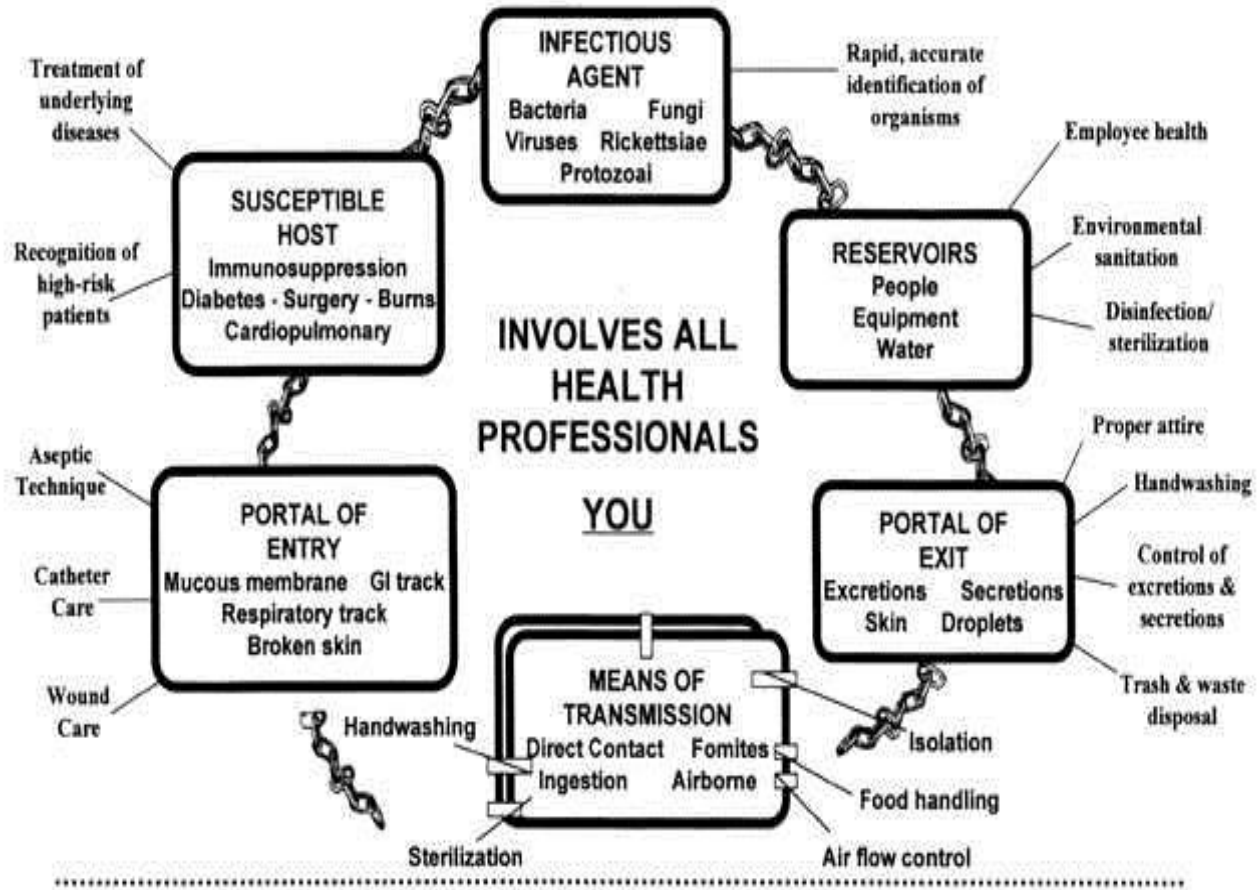 INFECTIOUS
AGENT
Bacteria Fungi
Viruses Rickettsiae
Protozoai
Rapid, accurate
identification of
organisms
Treatment of
underlying
diseases
Recognition of
high-risk
patients
SUSCEPTIBLE
HOST
Immunosuppression
Diabetes - Surgery - Burns
Cardiopulmonary
Employee health
Environmental
sanitation
Disinfection/
sterilization
RESERVOIRS
People
Equipment
Water
INVOLVES ALL
HEALTH
PROFESSIONALS
YOU
Aseptic
Technique
Catheter
Care
Wound
Care
PORTAL OF
ENTRY
Mucous membrane GI track
Respiratory track
Broken skin
PORTAL OF
EXIT
Excretions Secretions
Skin Droplets
Proper attire
Handwashing
Control of
excretions &
secretions
Trash & waste
disposal
MEANS OF
TRANSMISSION
Direct Contact Fomites
Ingestion Airborne
Handwashing
Sterilization
Isolation
Food handling
Air flow control